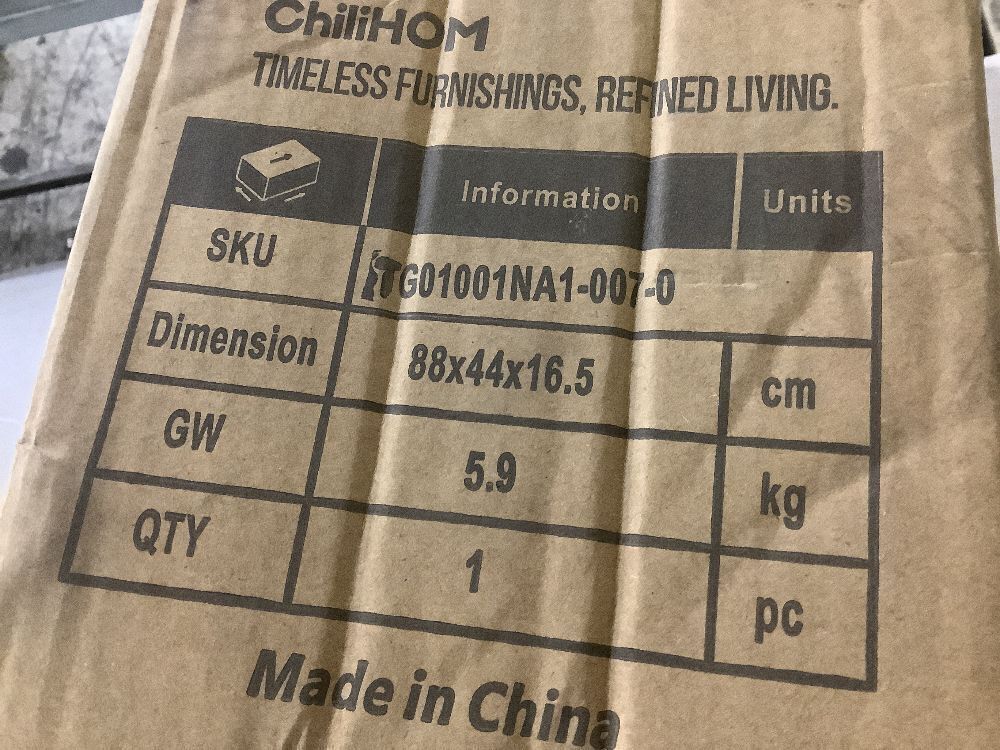 ChiliHOM
TIMELESS FURNISHINGS, REFINED LIVING.
Information Units
SKU TG01001NA1-007-0
Dimension 88x44x16.5 cm
GW 5.9 kg
QTY 1 pc
Made in China